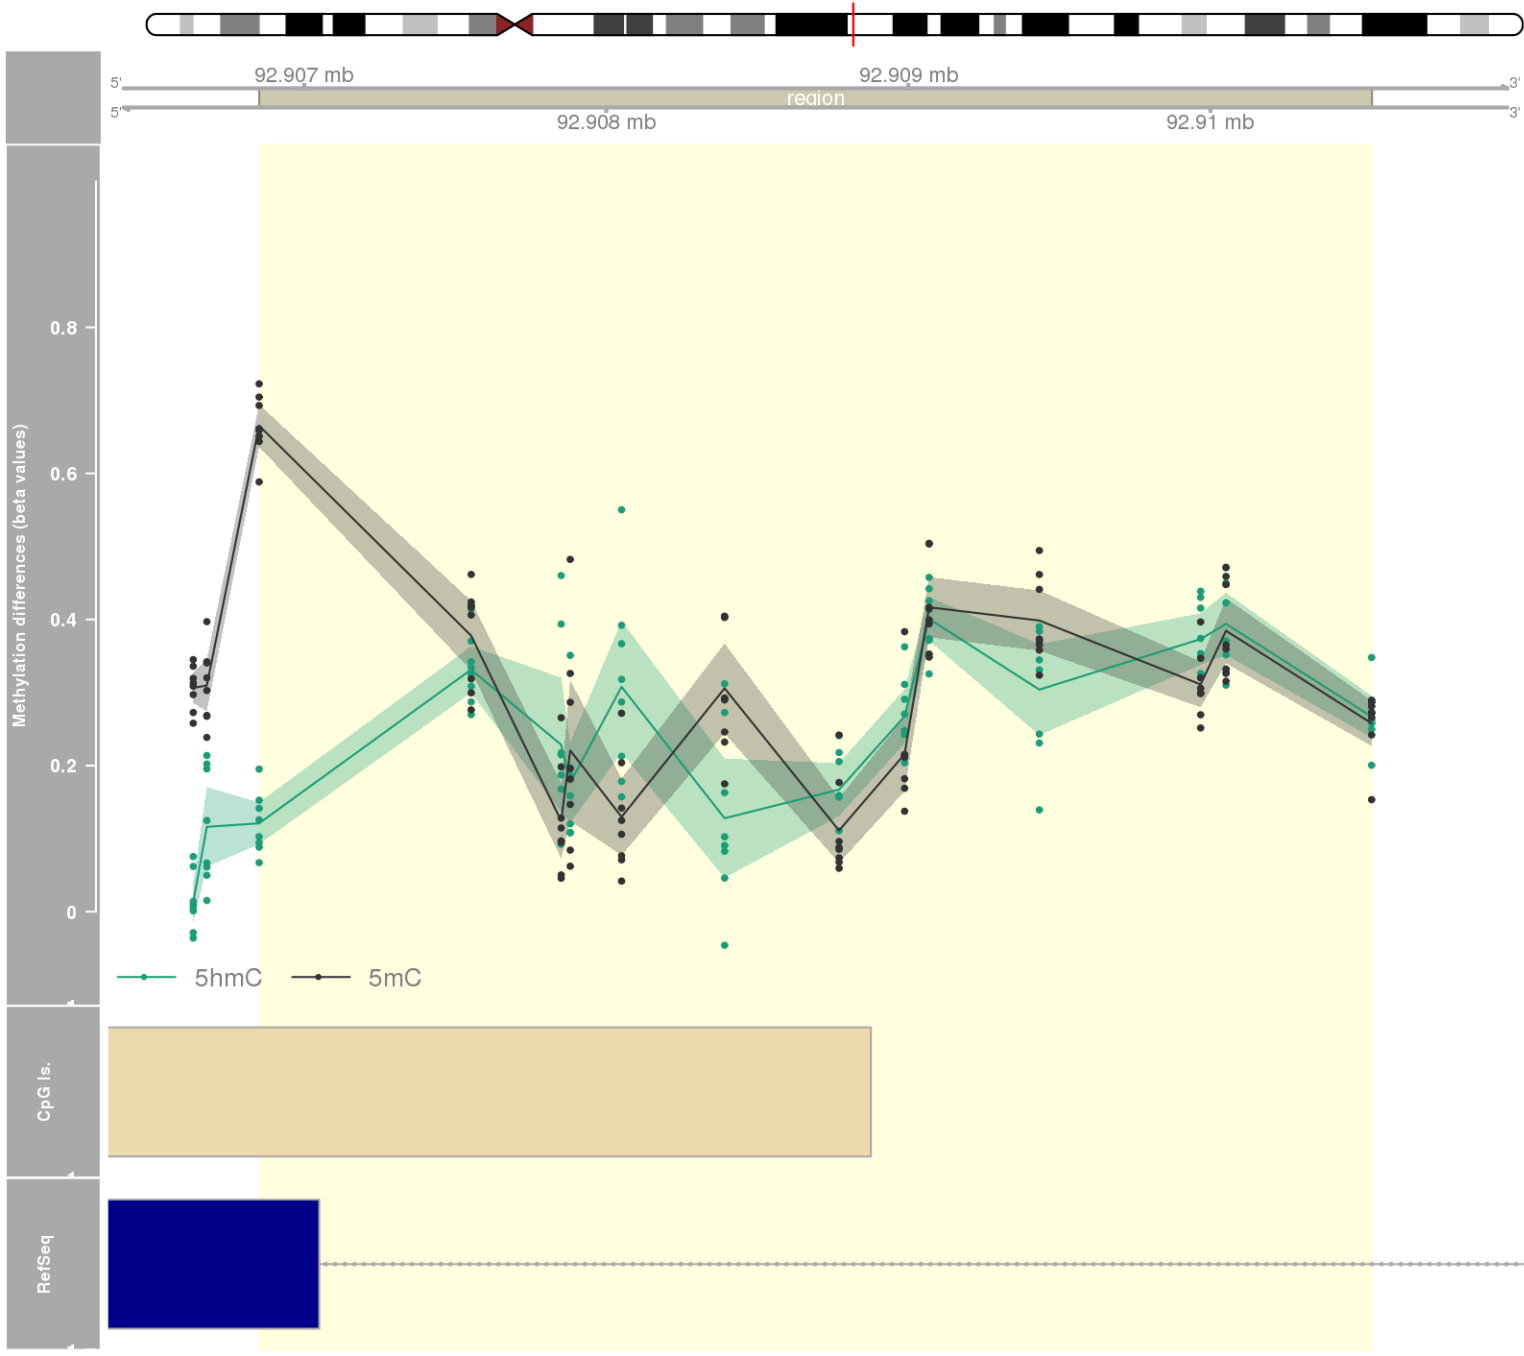 92.907 mb
92.909 mb
5'
3'
region
5'
3'
92.908 mb
92.91 mb
Methylation differences (beta values)
0.8
0.6
0.4
0.2
0
5hmC
5mC
CpG Is.
RefSeq